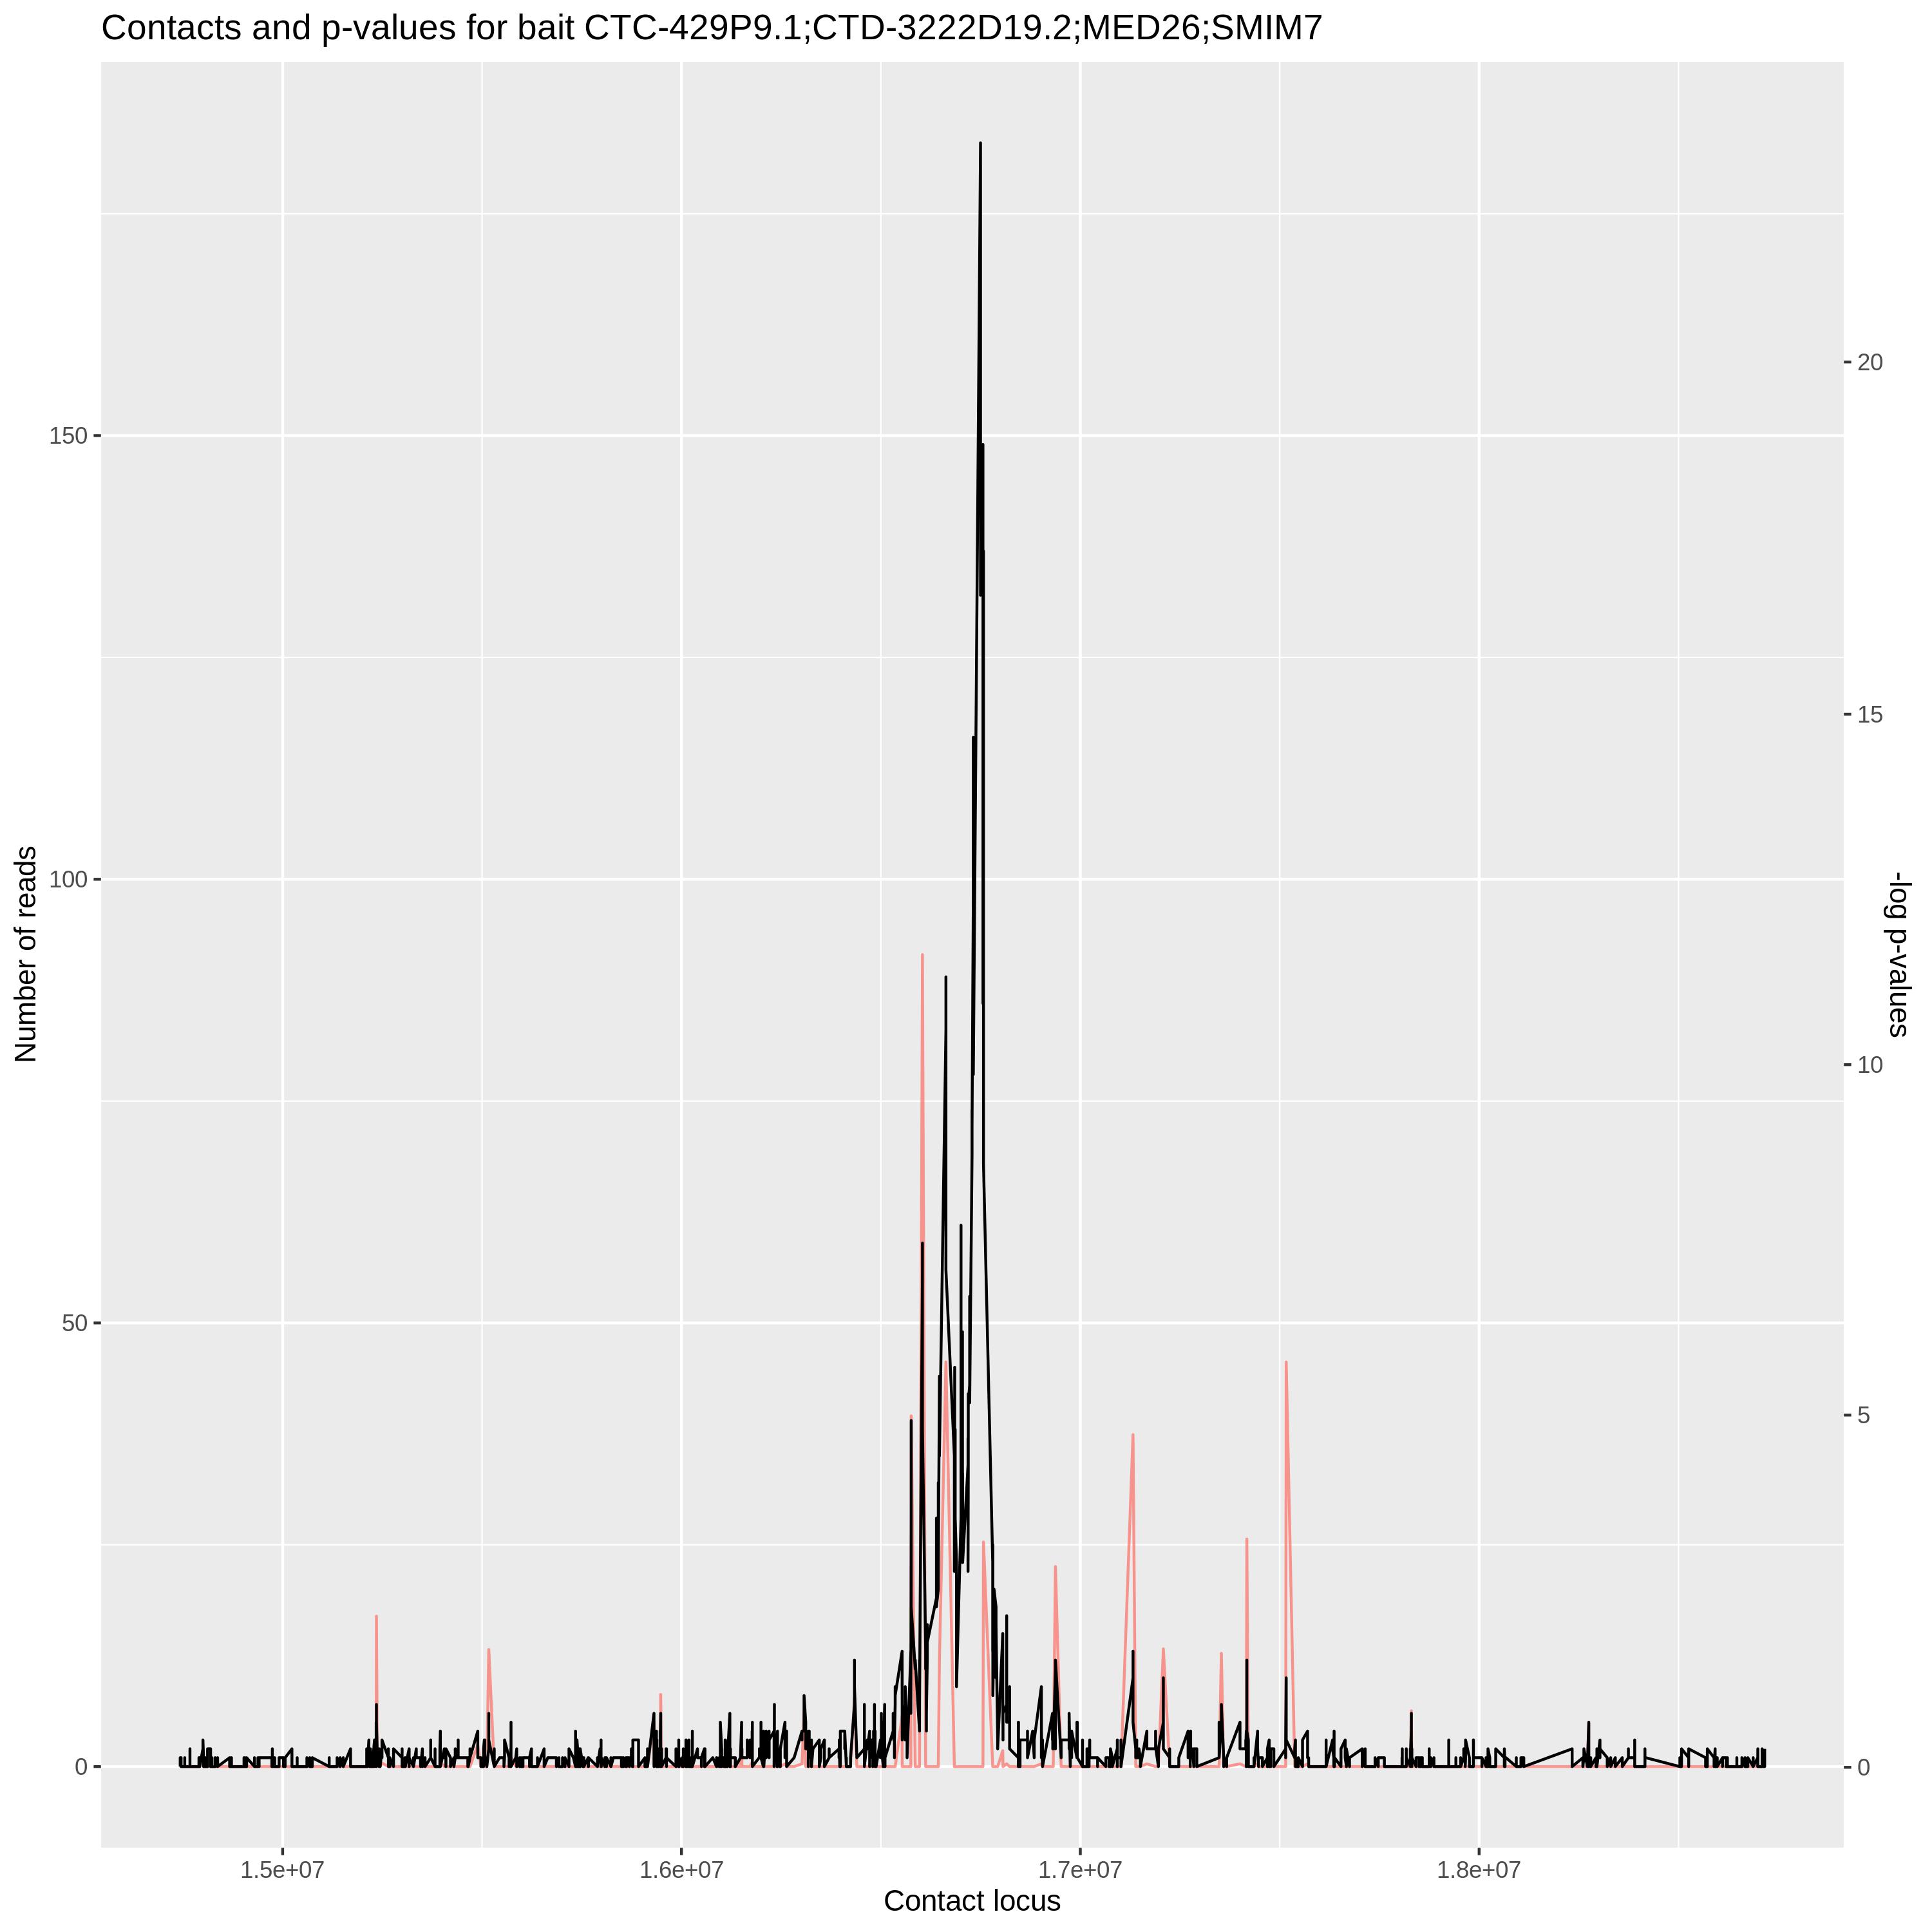 Contacts and p-values for bait CTC-429P9.1;CTD-3222D19.2;MED26;SMIM7
Number of reads
150
100
50
0
20
15
10
5
0
-log p-values
1.5e+07
1.6e+07
1.7e+07
1.8e+07
Contact locus